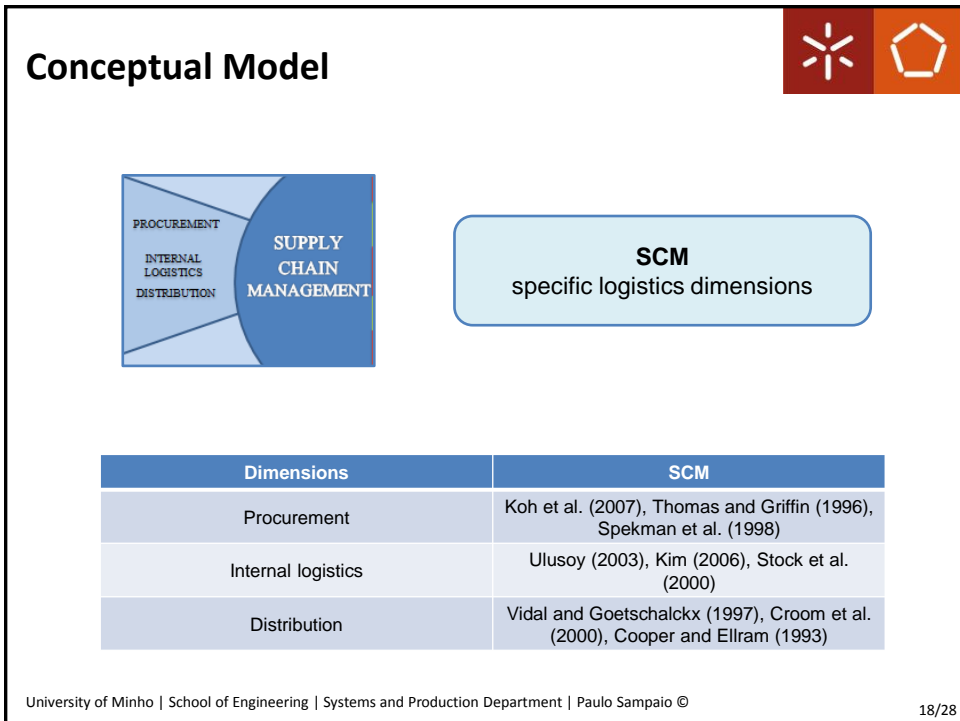 Conceptual Model
PROCUREMENT
INTERNAL
LOGISTICS
DISTRIBUTION
SUPPLY
CHAIN
MANAGEMENT
SCM
specific logistics dimensions
Dimensions
SCM
Procurement
Koh et al. (2007), Thomas and Griffin (1996),
Spekman et al. (1998)
Internal logistics
Ulusoy (2003), Kim (2006), Stock et al.
(2000)
Distribution
Vidal and Goetschalckx (1997), Croom et al.
(2000), Cooper and Ellram (1993)
University of Minho | School of Engineering | Systems and Production Department | Paulo Sampaio ©
18/28